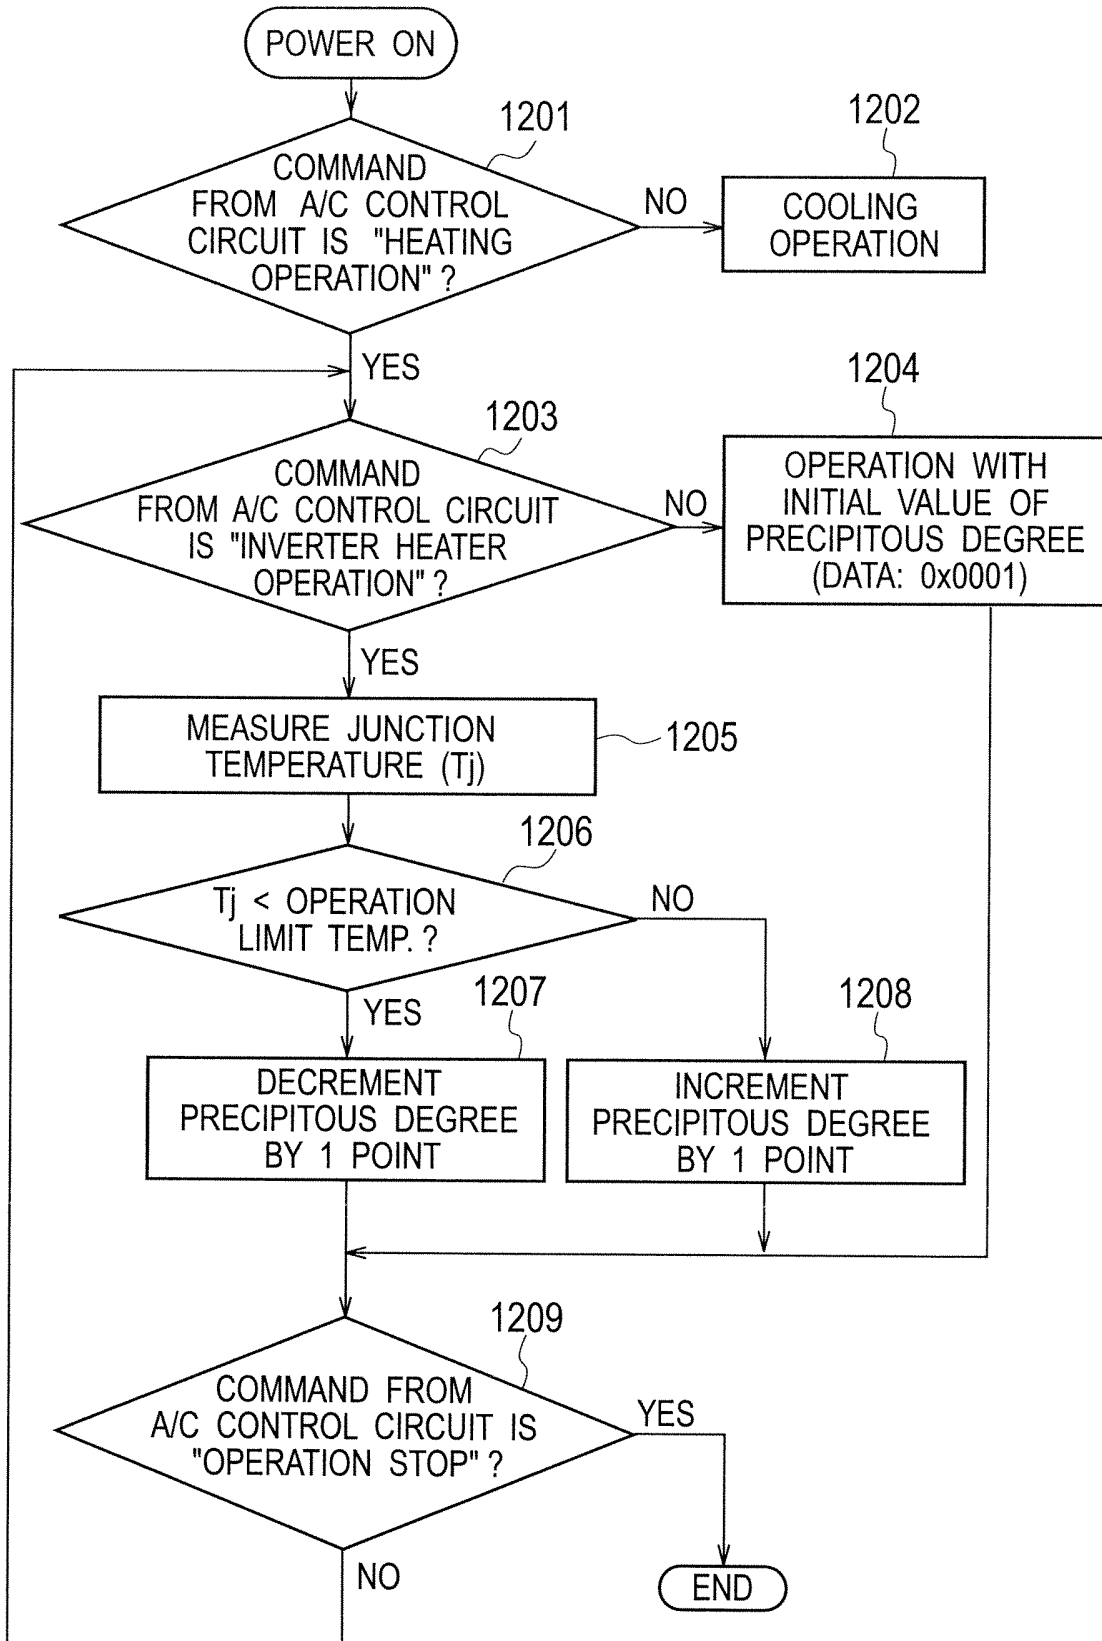 POWER ON
1201
COMMAND
FROM A/C CONTROL
CIRCUIT IS "HEATING
OPERATION" ?
NO
1202
COOLING
OPERATION
YES
1203
COMMAND
FROM A/C CONTROL CIRCUIT
IS "INVERTER HEATER
OPERATION" ?
NO
1204
OPERATION WITH
INITIAL VALUE OF
PRECIPITOUS DEGREE
(DATA: 0x0001)
YES
MEASURE JUNCTION
TEMPERATURE (Tj)
1205
1206
Tj < OPERATION
LIMIT TEMP. ?
NO
YES
1207
DECREMENT
PRECIPITOUS DEGREE
BY 1 POINT
1208
INCREMENT
PRECIPITOUS DEGREE
BY 1 POINT
1209
COMMAND FROM
A/C CONTROL CIRCUIT IS
"OPERATION STOP" ?
YES
NO
END